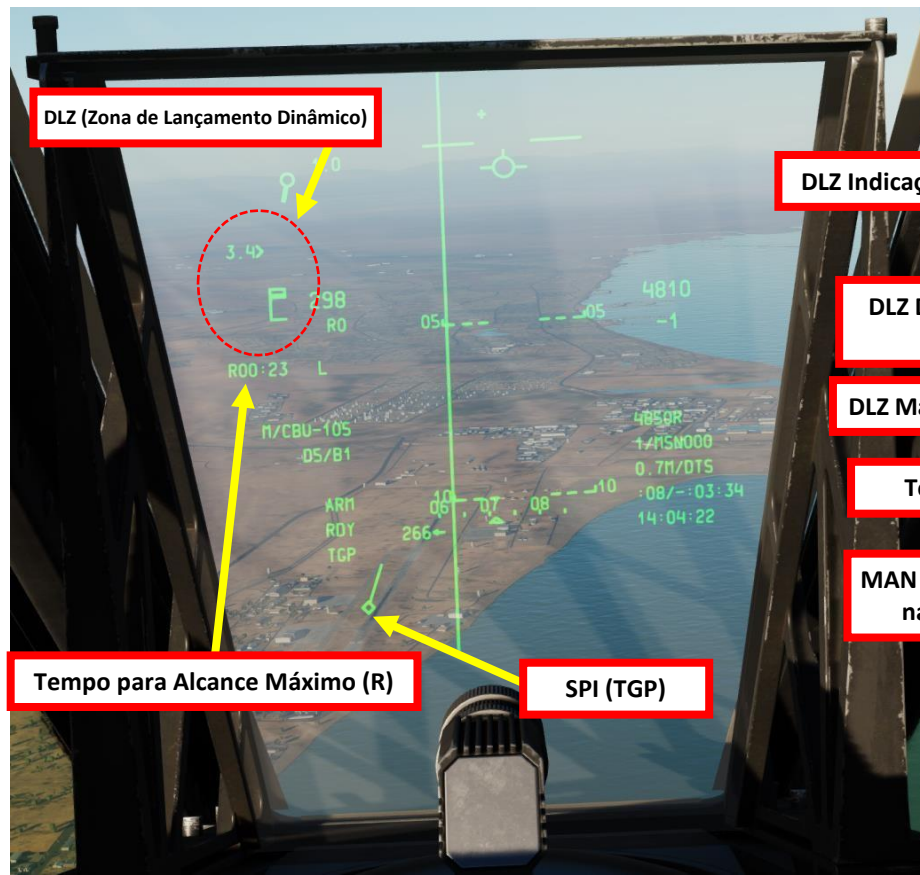 DLZ (Zona de Lançamento Dinâmico)
DLZ Indicaç
3.4>
298
R0
05 05
4810
-1
R00:23 L
DLZ
DLZ Ma
M/CBU-105
D5/B1
4850R
1/MSN000
0.7M/DTS
:08/-:03:34
14:04:22
10 10
06 07 08
ARM
RDY
TGP
266
MAN
na
Tempo para Alcance Máximo (R)
SPI (TGP)